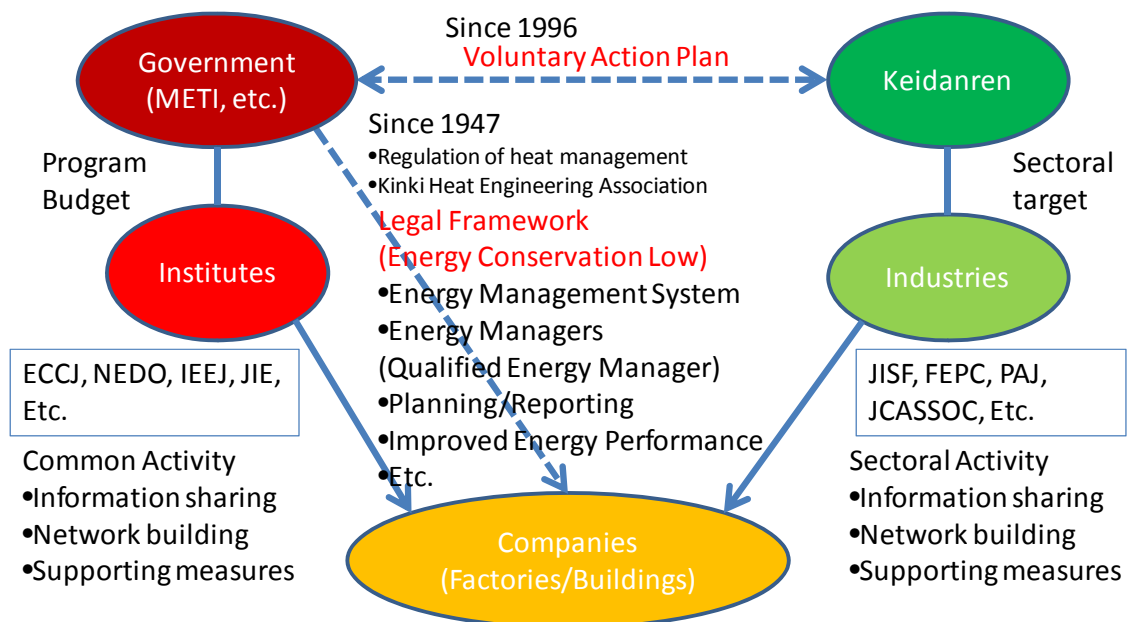 Since 1996
Voluntary Action Plan
Government
(METI, etc.)
Keidanren
Since 1947
•Regulation of heat management
•Kinki Heat Engineering Association
Program
Budget
Sectoral
target
Legal Framework
(Energy Conservation Low)
Institutes
Industries
•Energy Management System
•Energy Managers
(Qualified Energy Manager)
•Planning/Reporting
•Improved Energy Performance
•Etc.
ECCJ, NEDO, IEEJ, JIE,
Etc.
JISF, FEPC, PAJ,
JCASSOC, Etc.
Common Activity
•Information sharing
•Network building
•Supporting measures
Sectoral Activity
•Information sharing
•Network building
•Supporting measures
Companies
(Factories/Buildings)